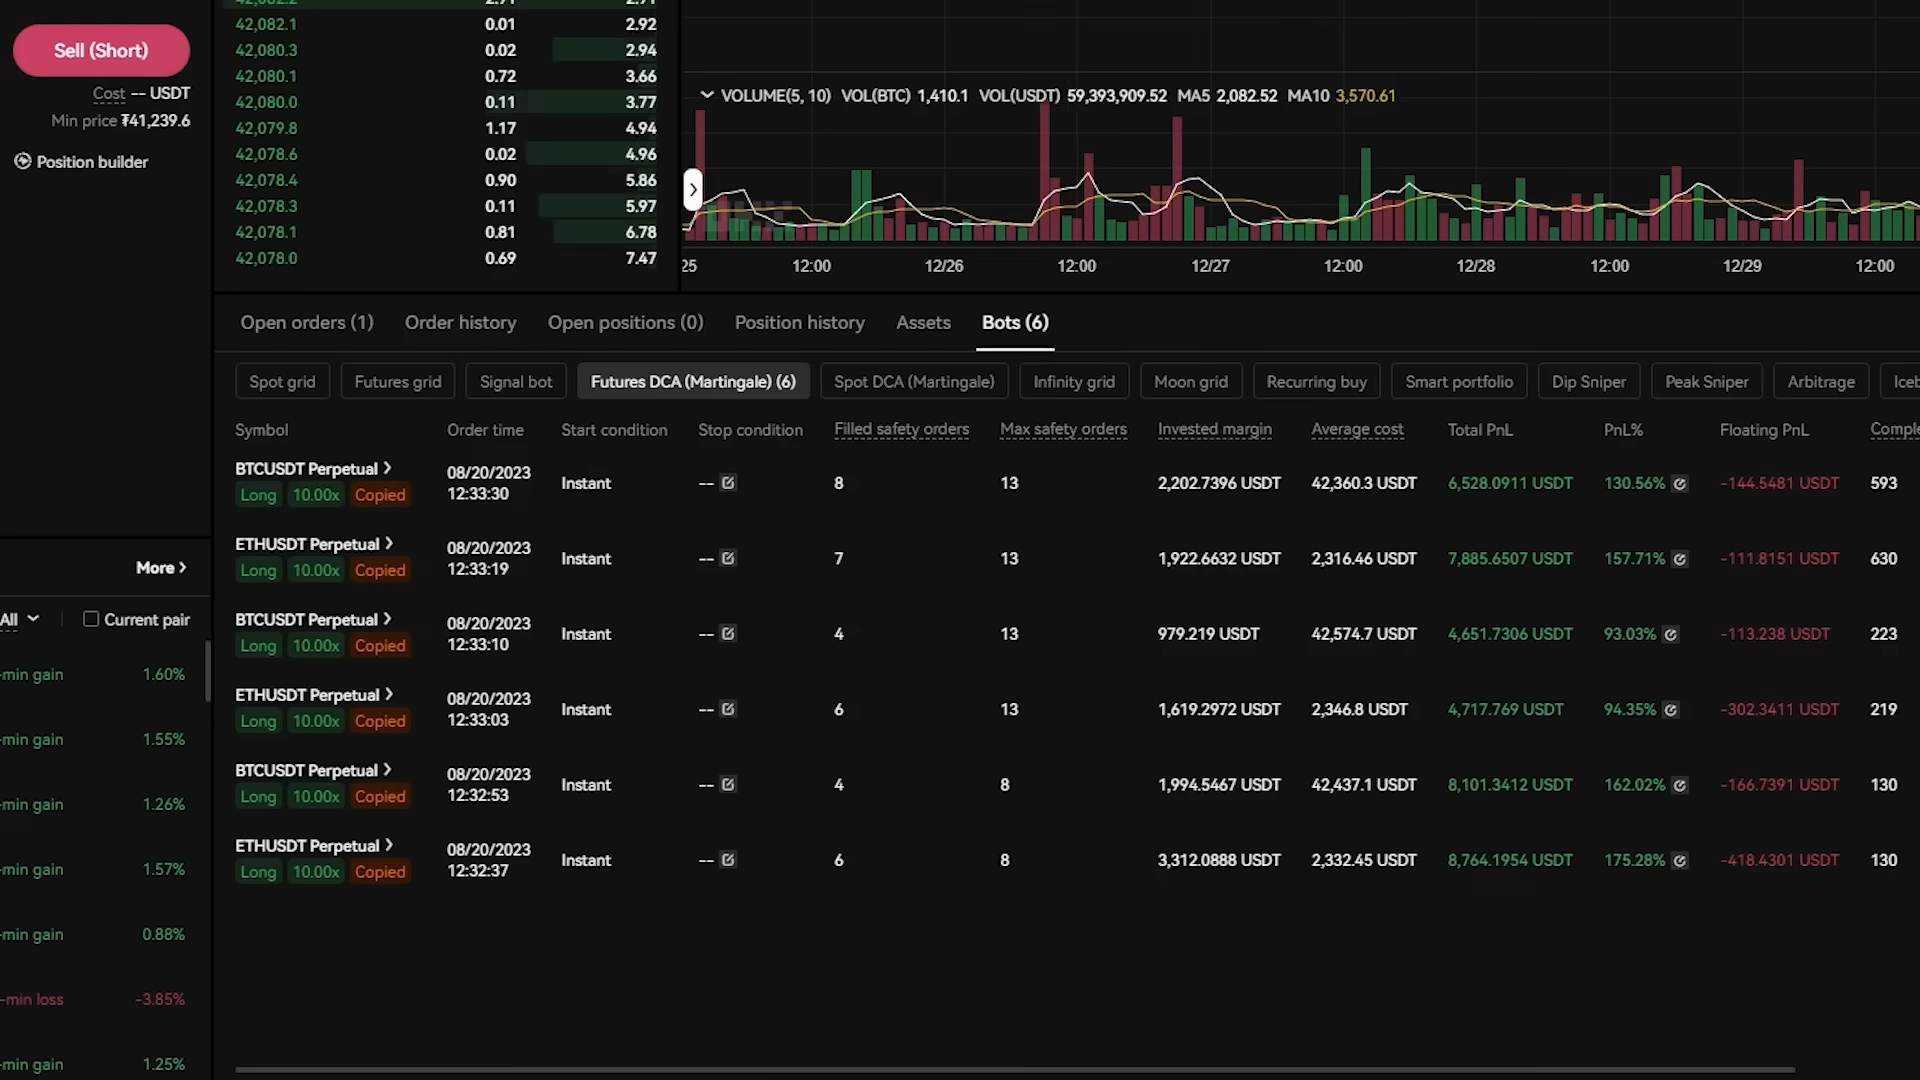 Sell (Short)
Cost -- USDT
Min price ₮41,239.6
Position builder
More >
All
Current pair
-min gain 1.60%
-min gain 1.55%
-min gain 1.26%
-min gain 1.57%
-min gain 0.88%
-min loss -3.85%
-min gain 1.25%
42,082.2 2.91 2.91
42,082.1 0.01 2.92
42,080.3 0.02 2.94
42,080.1 0.72 3.66
42,080.0 0.11 3.77
42,079.8 1.17 4.94
42,078.6 0.02 4.96
42,078.4 0.90 5.86
42,078.3 0.11 5.97
42,078.1 0.81 6.78
42,078.0 0.69 7.47
VOLUME(5, 10) VOL(BTC) 1,410.1 VOL(USDT) 59,393,909.52 MA5 2,082.52 MA10 3,570.61
25 12:00 12/26 12:00 12/27 12:00 12/28 12:00 12/29 12:00
Open orders (1) Order history Open positions (0) Position history Assets Bots (6)
Spot grid Futures grid Signal bot Futures DCA (Martingale) (6) Spot DCA (Martingale) Infinity grid Moon grid Recurring buy Smart portfolio Dip Sniper Peak Sniper Arbitrage Iceb
Symbol Order time Start condition Stop condition Filled safety orders Max safety orders Invested margin Average cost Total PnL PnL% Floating PnL Comple
BTCUSDT Perpetual >
Long 10.00x Copied
08/20/2023
12:33:30
Instant -- 8 13 2,202.7396 USDT 42,360.3 USDT 6,528.0911 USDT 130.56% -144.5481 USDT 593
ETHUSDT Perpetual >
Long 10.00x Copied
08/20/2023
12:33:19
Instant -- 7 13 1,922.6632 USDT 2,316.46 USDT 7,885.6507 USDT 157.71% -111.8151 USDT 630
BTCUSDT Perpetual >
Long 10.00x Copied
08/20/2023
12:33:10
Instant -- 4 13 979.219 USDT 42,574.7 USDT 4,651.7306 USDT 93.03% -113.238 USDT 223
ETHUSDT Perpetual >
Long 10.00x Copied
08/20/2023
12:33:03
Instant -- 6 13 1,619.2972 USDT 2,346.8 USDT 4,717.769 USDT 94.35% -302.3411 USDT 219
BTCUSDT Perpetual >
Long 10.00x Copied
08/20/2023
12:32:53
Instant -- 4 8 1,994.5467 USDT 42,437.1 USDT 8,101.3412 USDT 162.02% -166.7391 USDT 130
ETHUSDT Perpetual >
Long 10.00x Copied
08/20/2023
12:32:37
Instant -- 6 8 3,312.0888 USDT 2,332.45 USDT 8,764.1954 USDT 175.28% -418.4301 USDT 130